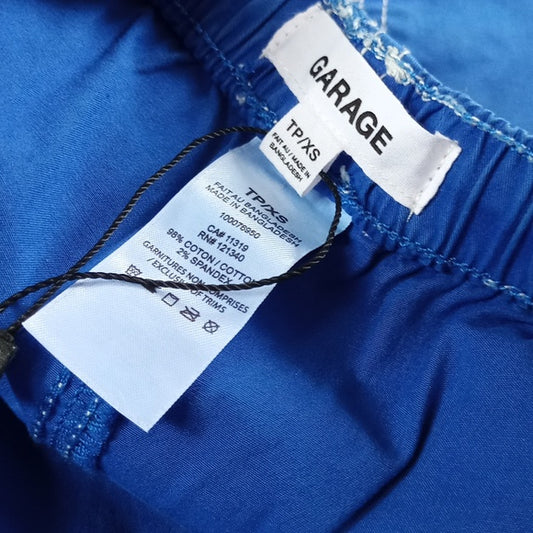 GARAGE
TP/XS
FAIT AU / MADE IN
BANGLADESH
TP/XS
FAIT AU BANGLADESH
MADE IN BANGLADESH
100076950
CA# 11319
RN# 121340
98% COTON / COTTON
2% SPANDEX
GARNITURES NON COMPRISES
/ EXCLUSIVE OF TRIMS